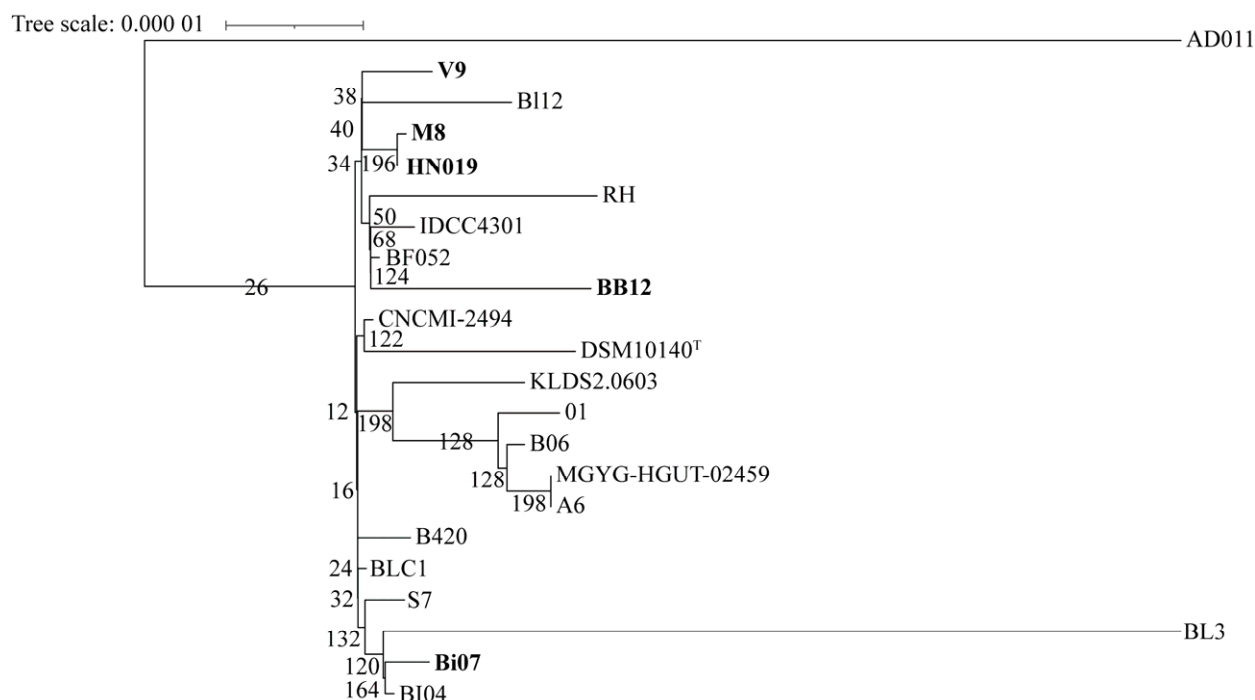 Tree scale: 0.000 01
AD011
V9
38
Bl12
40
M8
34
196
HN019
RH
50
IDCC4301
68
BF052
124
26
BB12
CNCMI-2494
122
DSM10140ᵀ
KLDS2.0603
12
198
01
128
B06
128
MGYG-HGUT-02459
16
198
A6
B420
24
BLC1
32
S7
132
BL3
120
Bi07
164
BI04